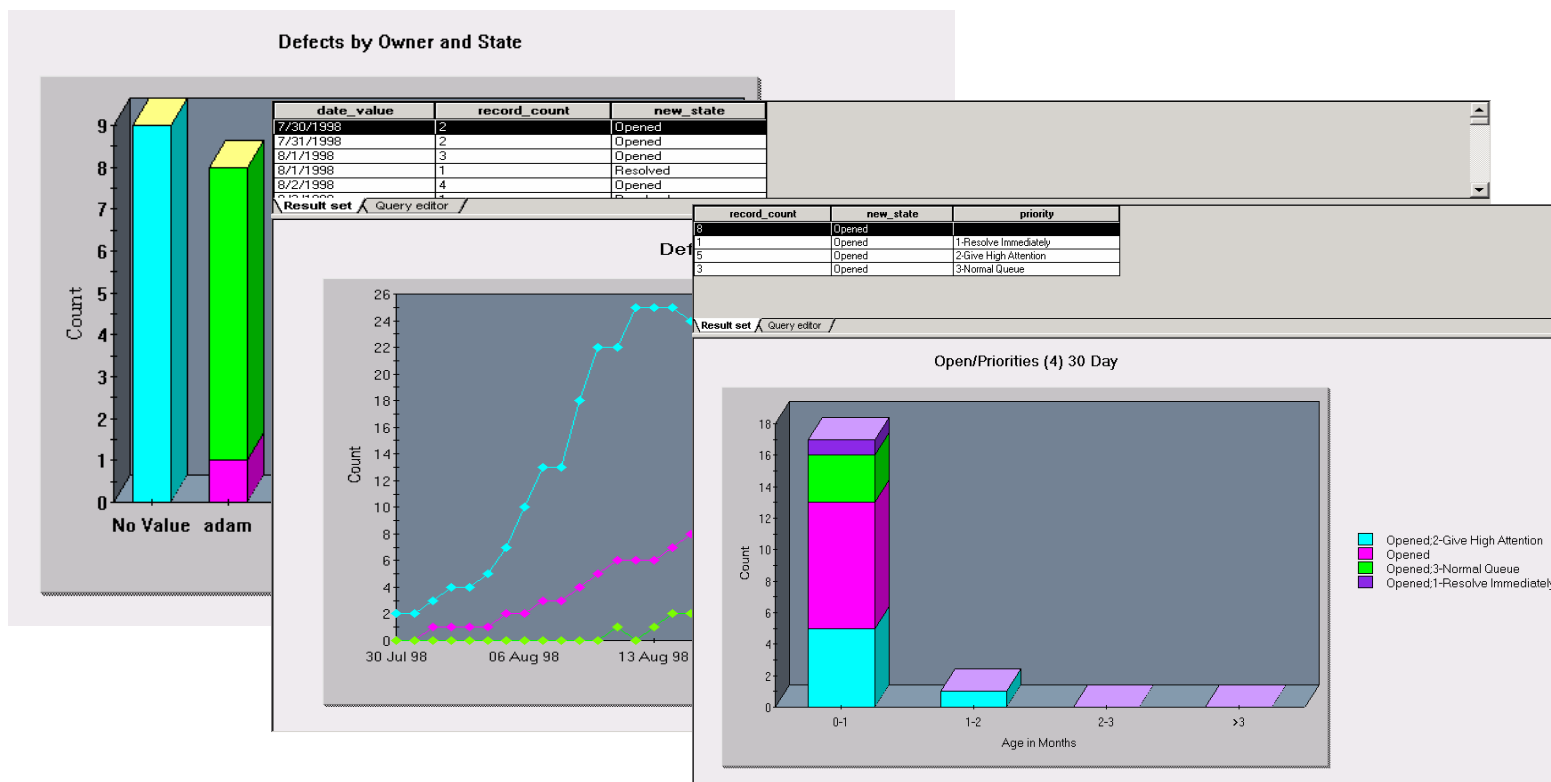 Defects by Owner and State
9
8
7
6
5
4
3
2
1
0
Count
No Value adam
date_value record_count new_state
7/30/1998 2 Opened
7/31/1998 2 Opened
8/1/1998 3 Opened
8/1/1998 1 Resolved
8/2/1998 4 Opened
Result set Query editor
Def
26
24
22
20
18
16
14
12
10
8
6
4
2
0
Count
30 Jul 98 06 Aug 98 13 Aug 98
record_count new_state priority
8 Opened
1 Opened 1-Resolve Immediately
5 Opened 2-Give High Attention
3 Opened 3-Normal Queue
Result set Query editor
Open/Priorities (4) 30 Day
18
16
14
12
10
8
6
4
2
0
Count
0-1 1-2 2-3 >3
Age in Months
Opened;2-Give High Attention
Opened
Opened;3-Normal Queue
Opened;1-Resolve Immediately